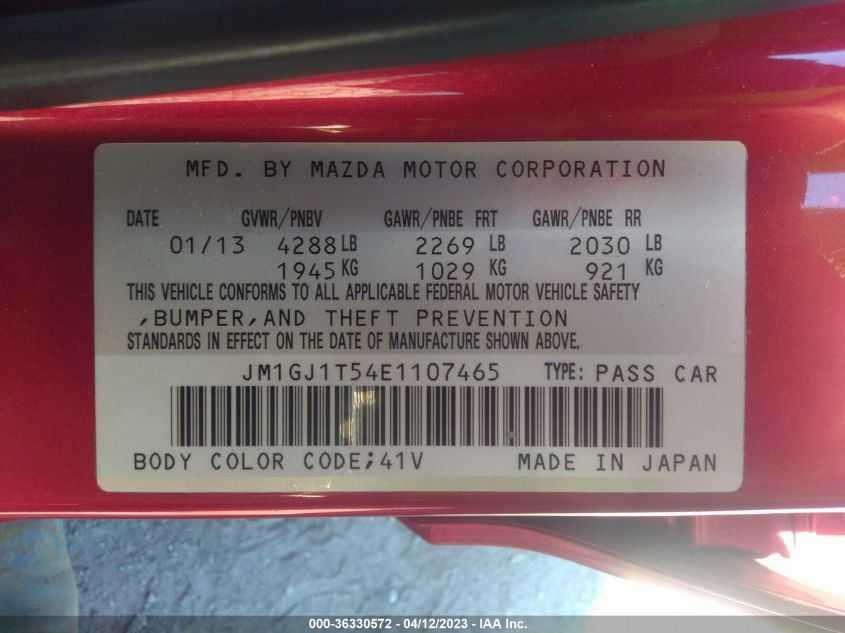 MFD. BY MAZDA MOTOR CORPORATION
DATE GVWR/PNBV GAWR/PNBE FRT GAWR/PNBE RR
01/13 4288 LB 2269 LB 2030 LB
1945 KG 1029 KG 921 KG
THIS VEHICLE CONFORMS TO ALL APPLICABLE FEDERAL MOTOR VEHICLE SAFETY
,BUMPER,AND THEFT PREVENTION
STANDARDS IN EFFECT ON THE DATE OF MANUFACTURE SHOWN ABOVE.
JM1GJ1T54E1107465 TYPE: PASS CAR
BODY COLOR CODE;41V MADE IN JAPAN
000-36330572 - 04/12/2023 - IAA Inc.